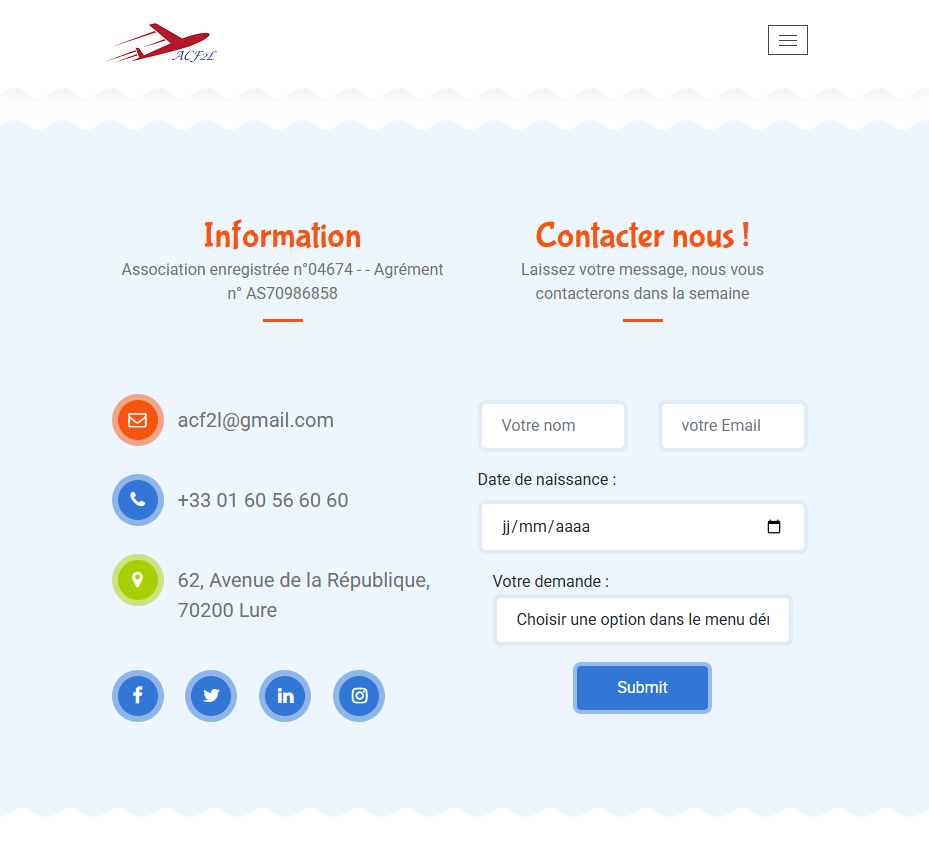 ACF2L
Information
Association enregistrée n°04674 - - Agrément
n° AS70986858
acf2l@gmail.com
+33 01 60 56 60 60
62, Avenue de la République,
70200 Lure
Contacter nous !
Laissez votre message, nous vous
contacterons dans la semaine
Votre nom
votre Email
Date de naissance :
jj/mm/aaaa
Votre demande :
Choisir une option dans le menu dér
Submit